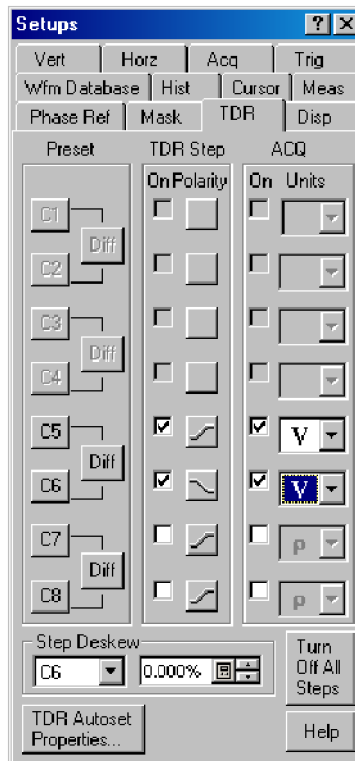 Setups
Vert Horz Acq Trig
Wfm Database Hist Cursor Meas
Phase Ref Mask TDR Disp
Preset TDR Step ACQ
On Polarity On Units
C1
Diff
C2
C3
Diff
C4
C5 V
Diff
C6 V
C7 ρ
Diff
C8 ρ
Step Deskew
C6 0.000%
Turn
Off All
Steps
TDR Autoset
Properties...
Help